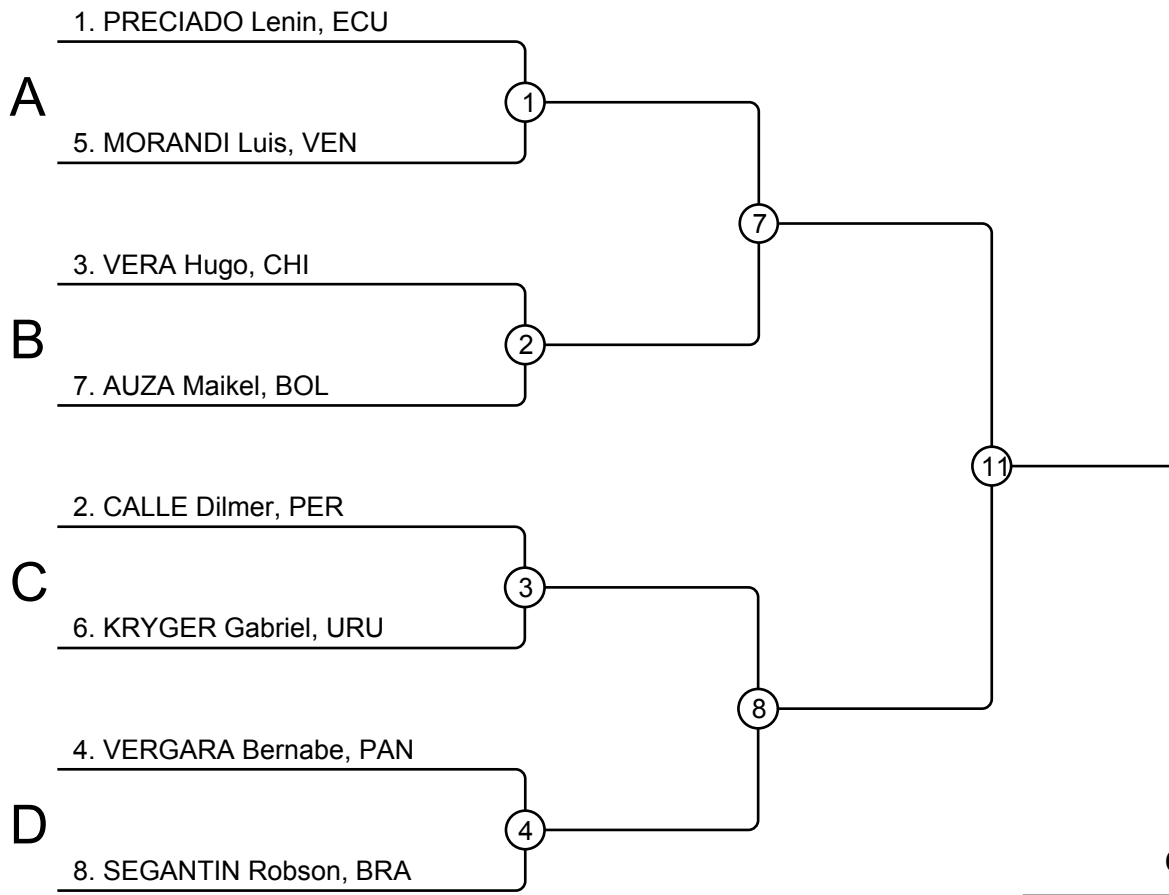 1. PRECIADO Lenin, ECU
A
1
5. MORANDI Luis, VEN
7
3. VERA Hugo, CHI
B
2
7. AUZA Maikel, BOL
11
2. CALLE Dilmer, PER
C
3
6. KRYGER Gabriel, URU
8
4. VERGARA Bernabe, PAN
D
4
8. SEGANTIN Robson, BRA